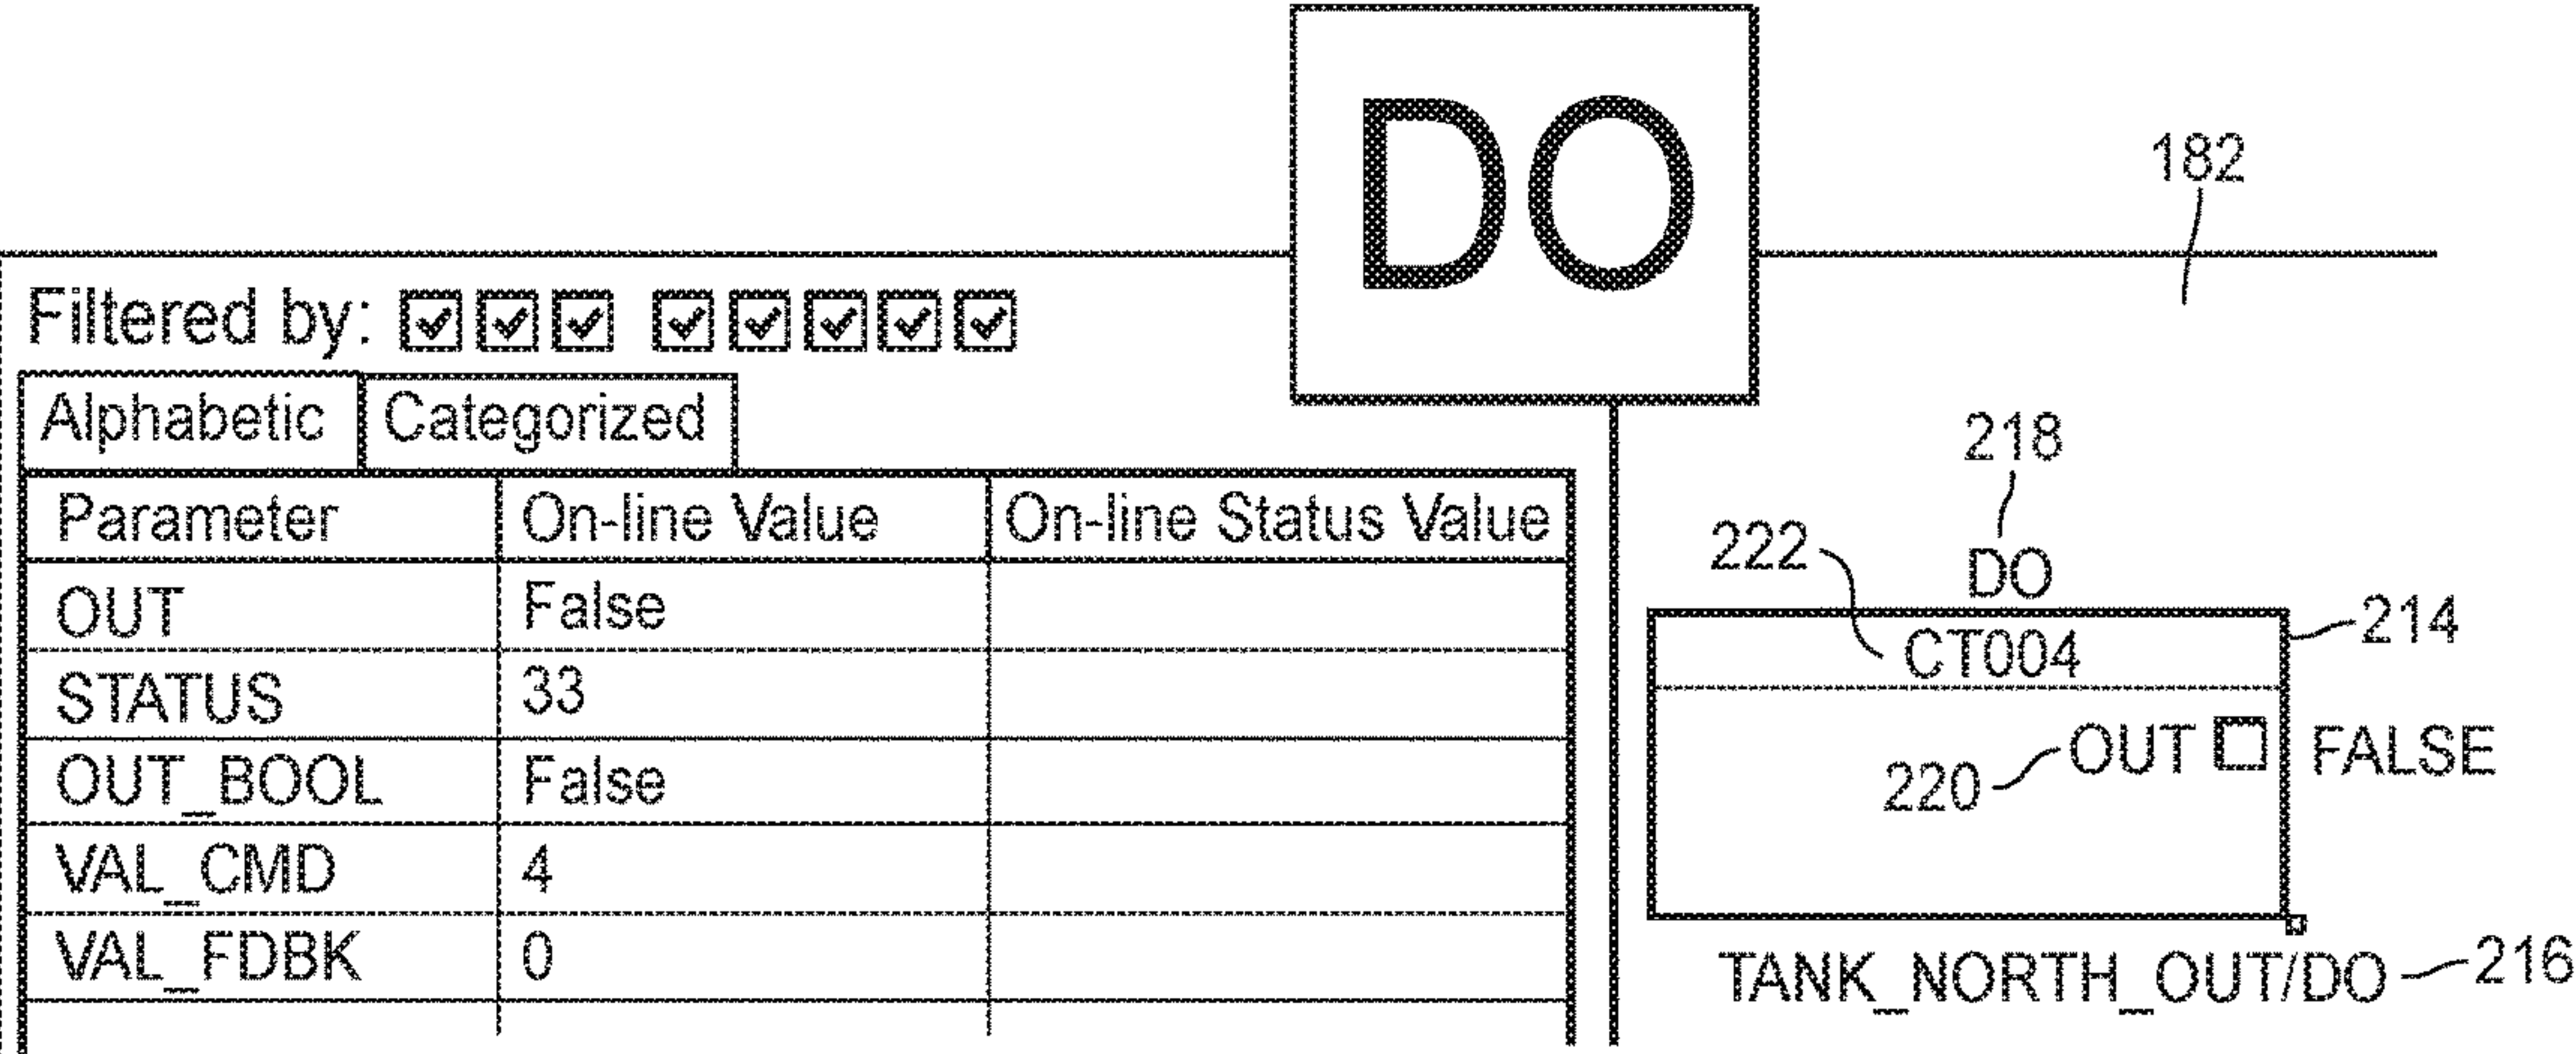 DO
182
Filtered by:
Alphabetic Categorized
Parameter On-line Value On-line Status Value
OUT False
STATUS 33
OUT_BOOL False
VAL_CMD 4
VAL_FDBK 0
218
222
DO
214
CT004
OUT FALSE
220
TANK_NORTH_OUT/DO 216